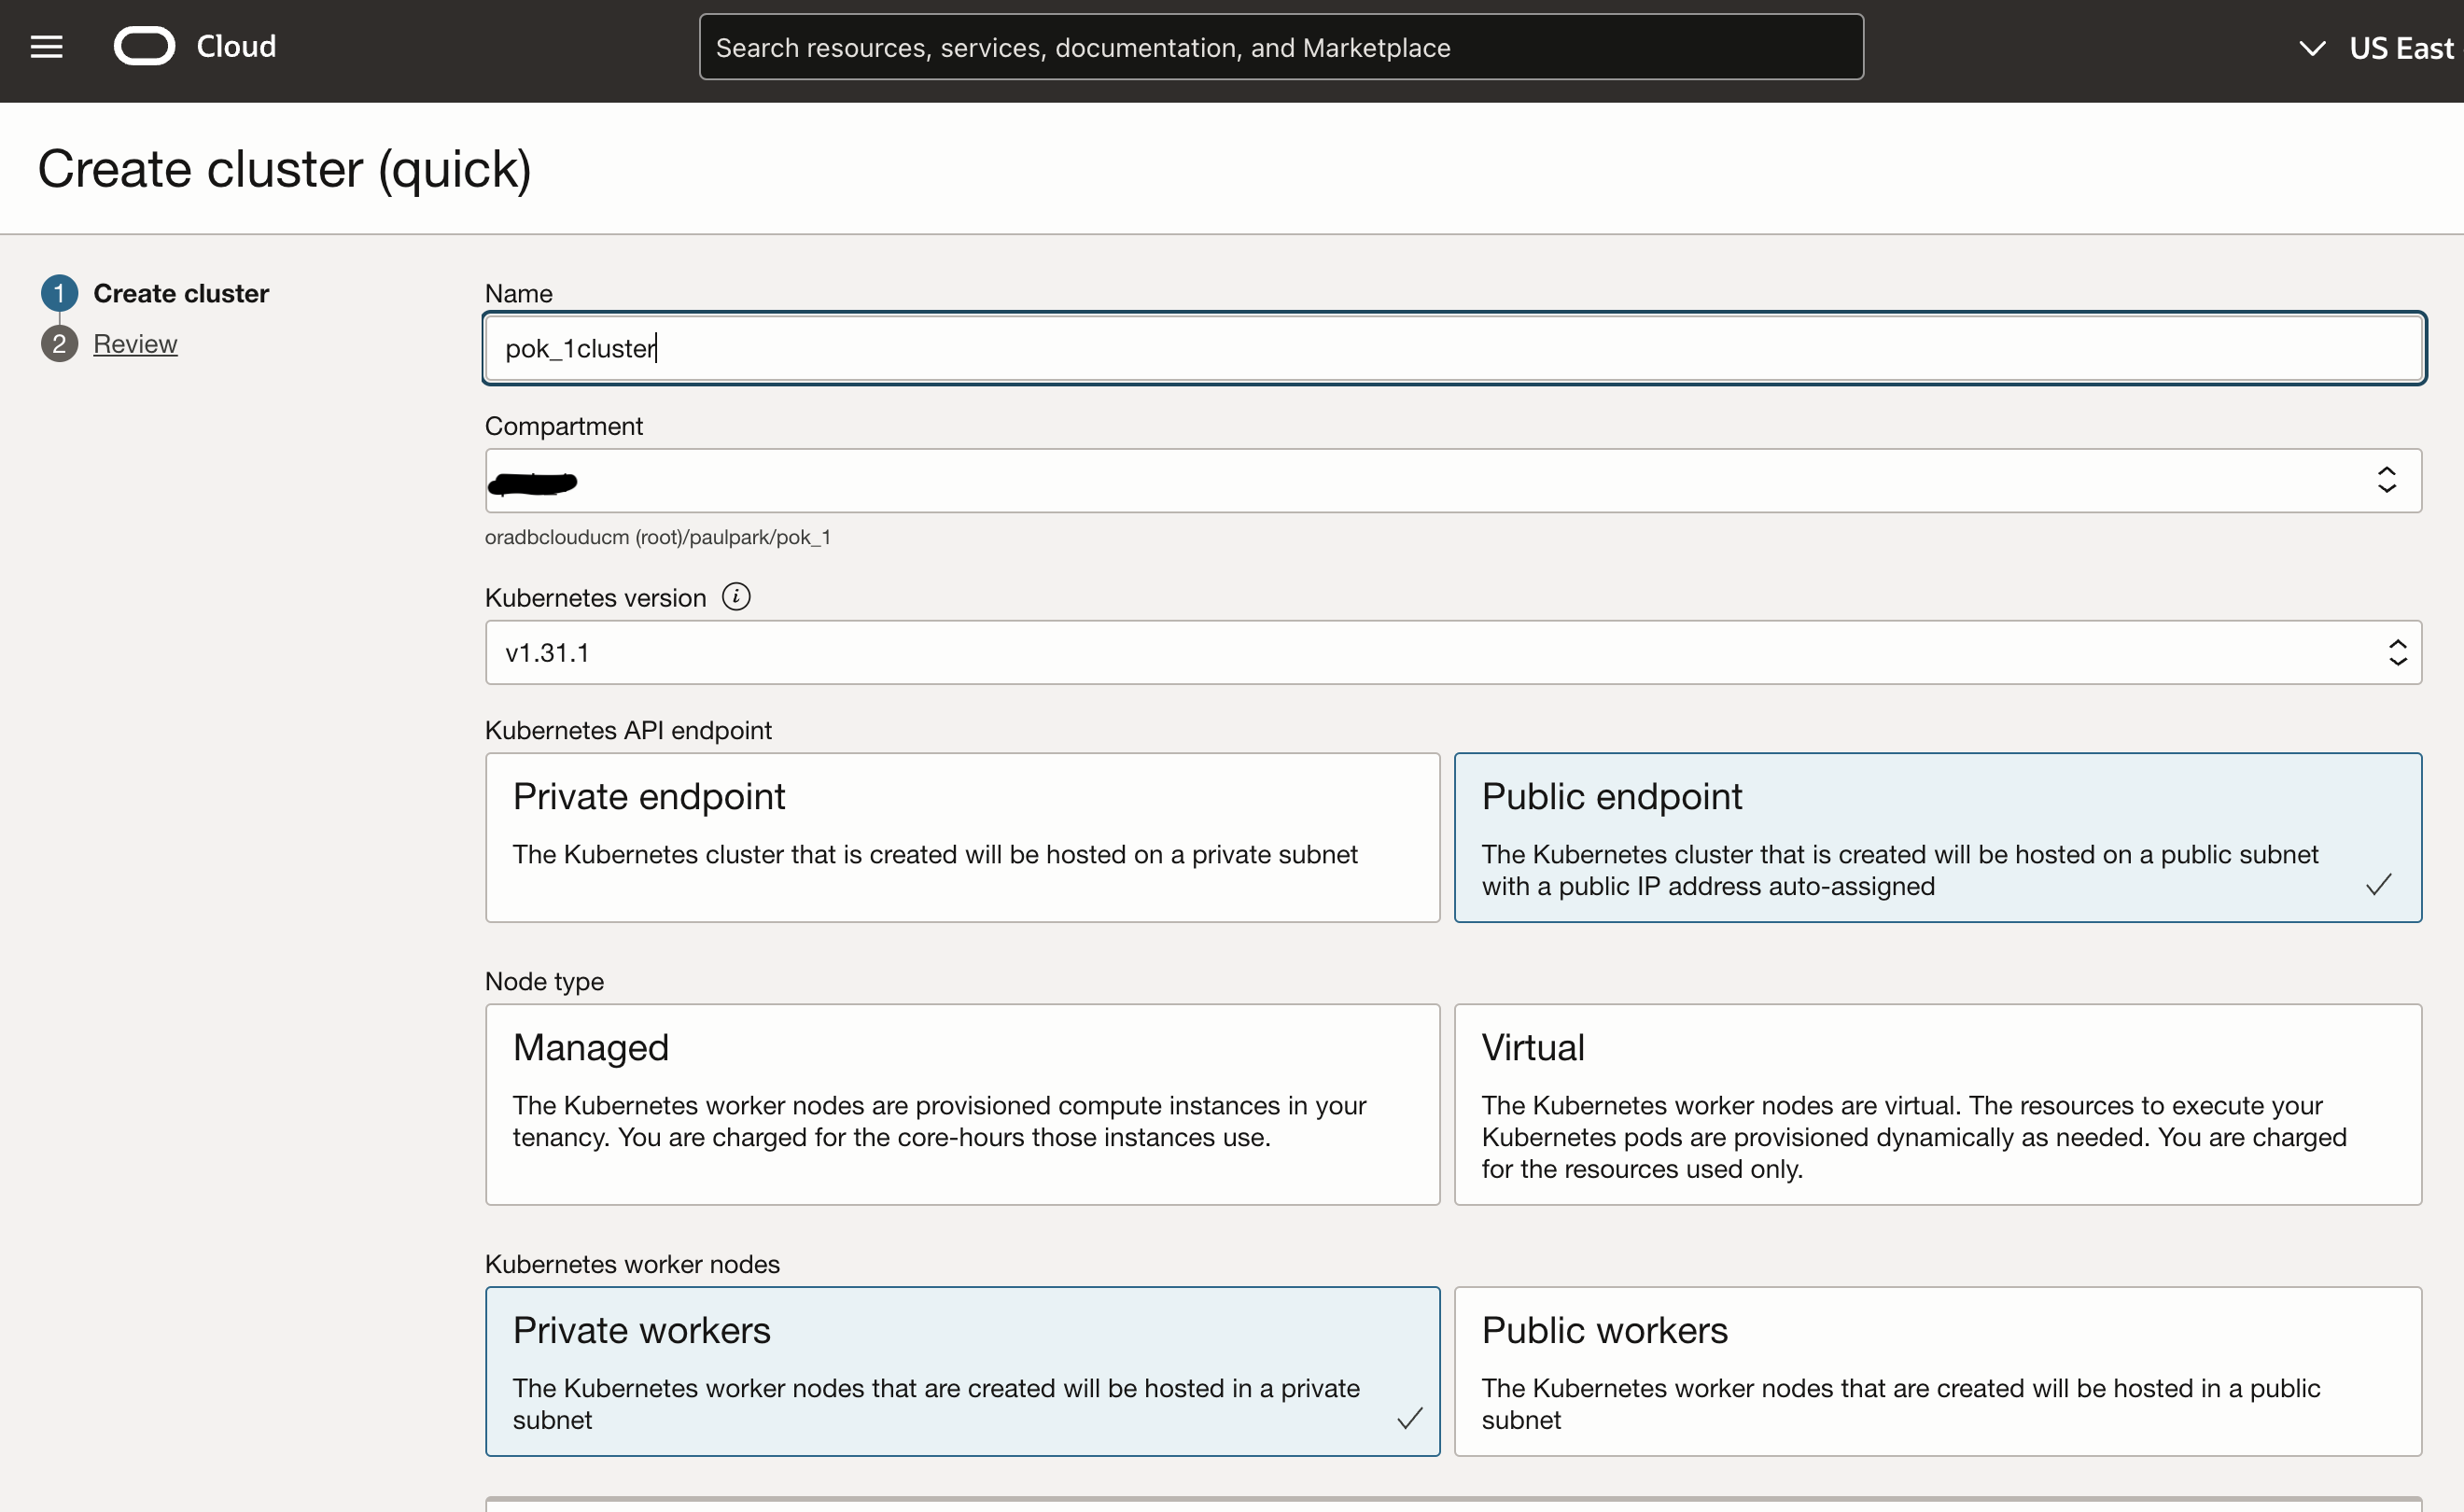 Cloud
Search resources, services, documentation, and Marketplace
US East
Create cluster (quick)
1 Create cluster
2 Review
Name
pok_1cluster
Compartment
oradbclouducm (root)/paulpark/pok_1
Kubernetes version i
v1.31.1
Kubernetes API endpoint
Private endpoint
The Kubernetes cluster that is created will be hosted on a private subnet
Public endpoint
The Kubernetes cluster that is created will be hosted on a public subnet
with a public IP address auto-assigned
Node type
Managed
The Kubernetes worker nodes are provisioned compute instances in your
tenancy. You are charged for the core-hours those instances use.
Virtual
The Kubernetes worker nodes are virtual. The resources to execute your
Kubernetes pods are provisioned dynamically as needed. You are charged
for the resources used only.
Kubernetes worker nodes
Private workers
The Kubernetes worker nodes that are created will be hosted in a private
subnet
Public workers
The Kubernetes worker nodes that are created will be hosted in a public
subnet